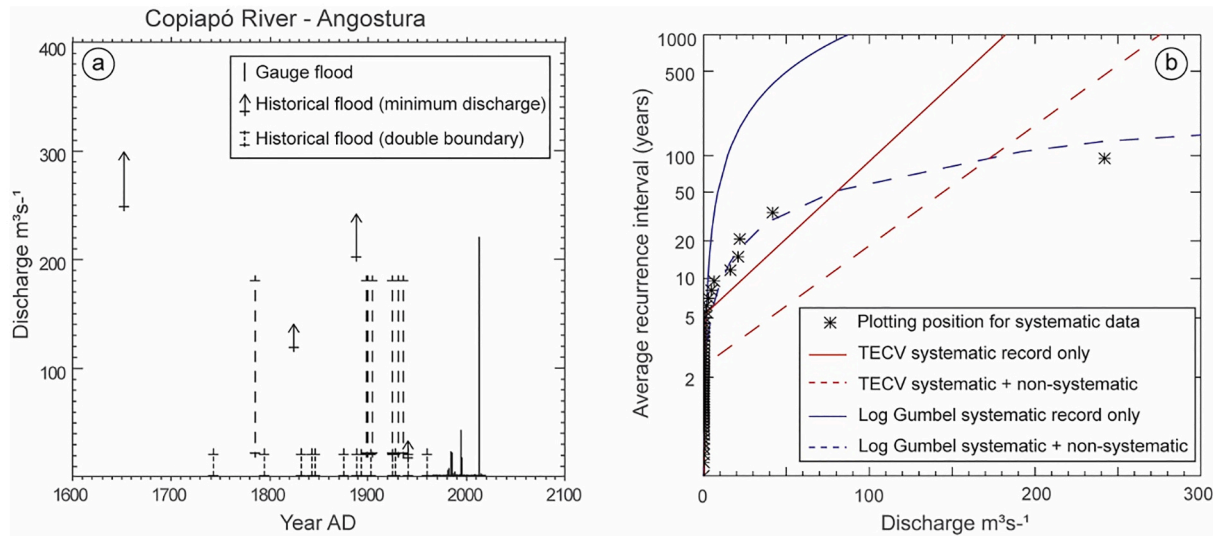 Copiapó River - Angostura
a
Gauge flood
Historical flood (minimum discharge)
Historical flood (double boundary)
400
300
200
100
Discharge m³s-¹
1600
1700
1800
1900
2000
2100
Year AD
b
1000
500
100
50
20
10
5
2
Average recurrence interval (years)
Plotting position for systematic data
TECV systematic record only
TECV systematic + non-systematic
Log Gumbel systematic record only
Log Gumbel systematic + non-systematic
0
100
200
300
Discharge m³s-¹